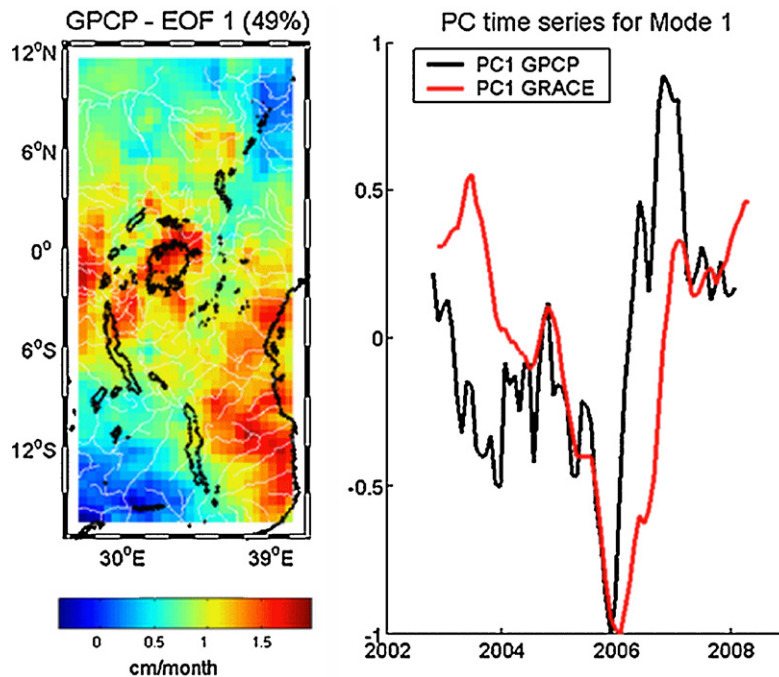 GPCP - EOF 1 (49%)
12°N
6°N
0°
6°S
12°S
30°E 39°E
0 0.5 1 1.5
cm/month
PC time series for Mode 1
PC1 GPCP
PC1 GRACE
1
0.5
0
-0.5
-1
2002 2004 2006 2008